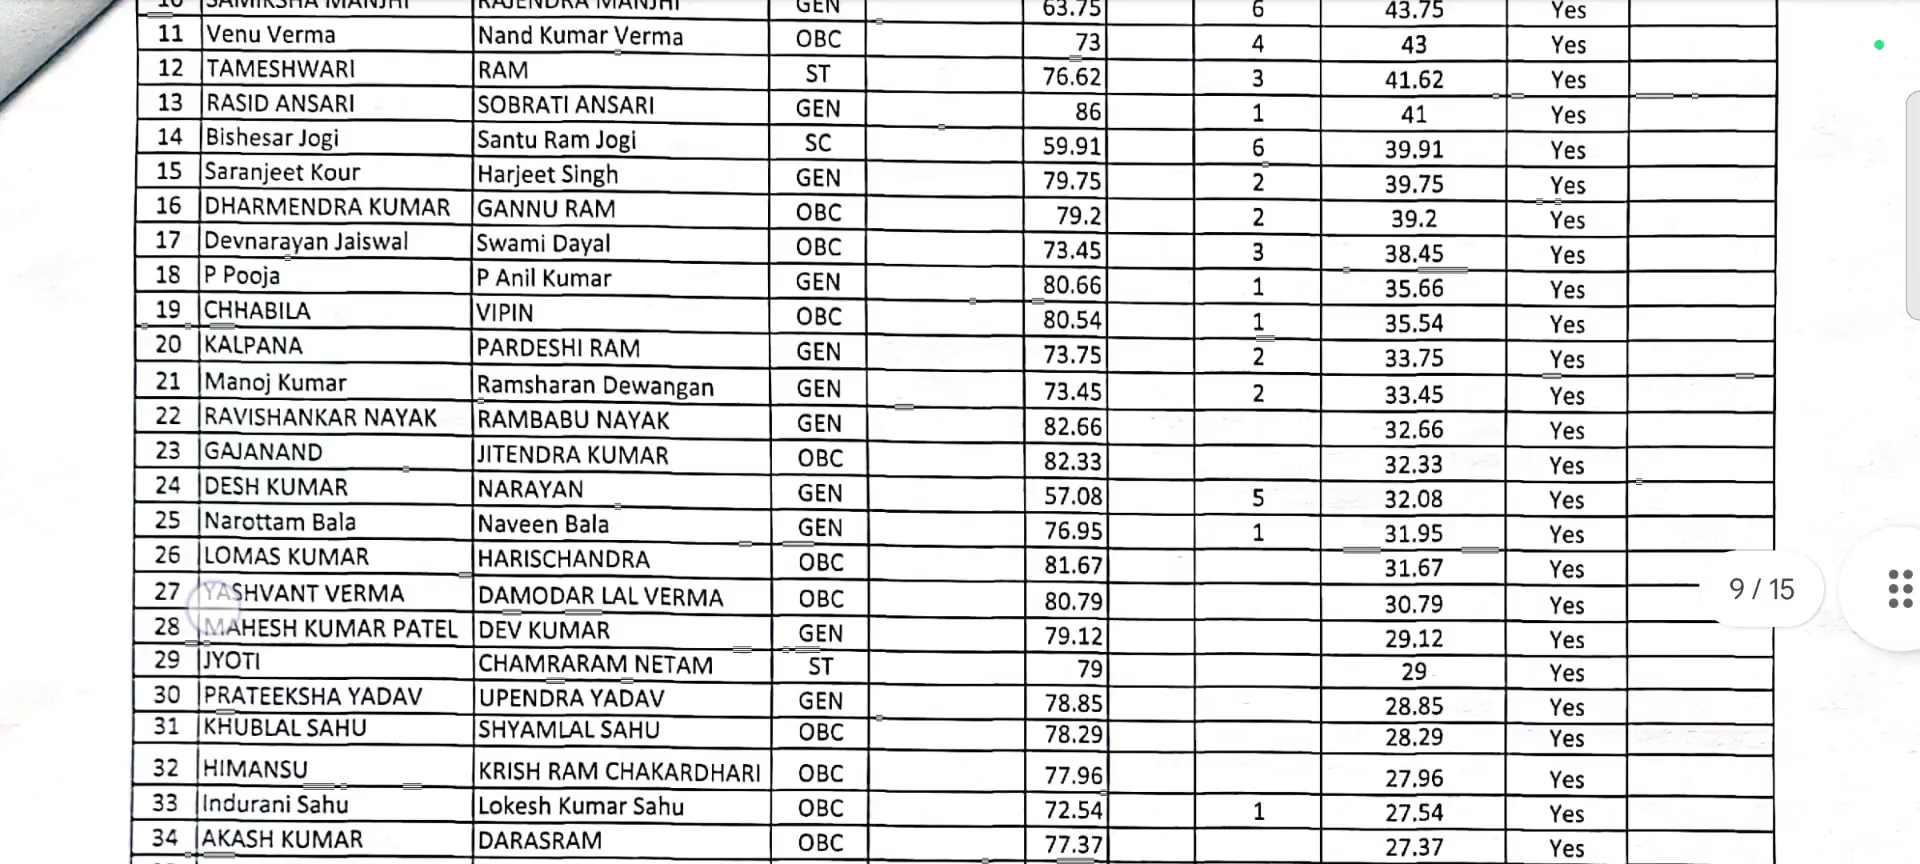 10 SAMIKSHA MANJHI RAJENDRA MANJHI GEN 63.75 6 43.75 Yes
11 Venu Verma Nand Kumar Verma OBC 73 4 43 Yes
12 TAMESHWARI RAM ST 76.62 3 41.62 Yes
13 RASID ANSARI SOBRATI ANSARI GEN 86 1 41 Yes
14 Bishesar Jogi Santu Ram Jogi SC 59.91 6 39.91 Yes
15 Saranjeet Kour Harjeet Singh GEN 79.75 2 39.75 Yes
16 DHARMENDRA KUMAR GANNU RAM OBC 79.2 2 39.2 Yes
17 Devnarayan Jaiswal Swami Dayal OBC 73.45 3 38.45 Yes
18 P Pooja P Anil Kumar GEN 80.66 1 35.66 Yes
19 CHHABILA VIPIN OBC 80.54 1 35.54 Yes
20 KALPANA PARDESHI RAM GEN 73.75 2 33.75 Yes
21 Manoj Kumar Ramsharan Dewangan GEN 73.45 2 33.45 Yes
22 RAVISHANKAR NAYAK RAMBABU NAYAK GEN 82.66 32.66 Yes
23 GAJANAND JITENDRA KUMAR OBC 82.33 32.33 Yes
24 DESH KUMAR NARAYAN GEN 57.08 5 32.08 Yes
25 Narottam Bala Naveen Bala GEN 76.95 1 31.95 Yes
26 LOMAS KUMAR HARISCHANDRA OBC 81.67 31.67 Yes
27 YASHVANT VERMA DAMODAR LAL VERMA OBC 80.79 30.79 Yes
28 MAHESH KUMAR PATEL DEV KUMAR GEN 79.12 29.12 Yes
29 JYOTI CHAMRARAM NETAM ST 79 29 Yes
30 PRATEEKSHA YADAV UPENDRA YADAV GEN 78.85 28.85 Yes
31 KHUBLAL SAHU SHYAMLAL SAHU OBC 78.29 28.29 Yes
32 HIMANSU KRISH RAM CHAKARDHARI OBC 77.96 27.96 Yes
33 Indurani Sahu Lokesh Kumar Sahu OBC 72.54 1 27.54 Yes
34 AKASH KUMAR DARASRAM OBC 77.37 27.37 Yes
9 / 15